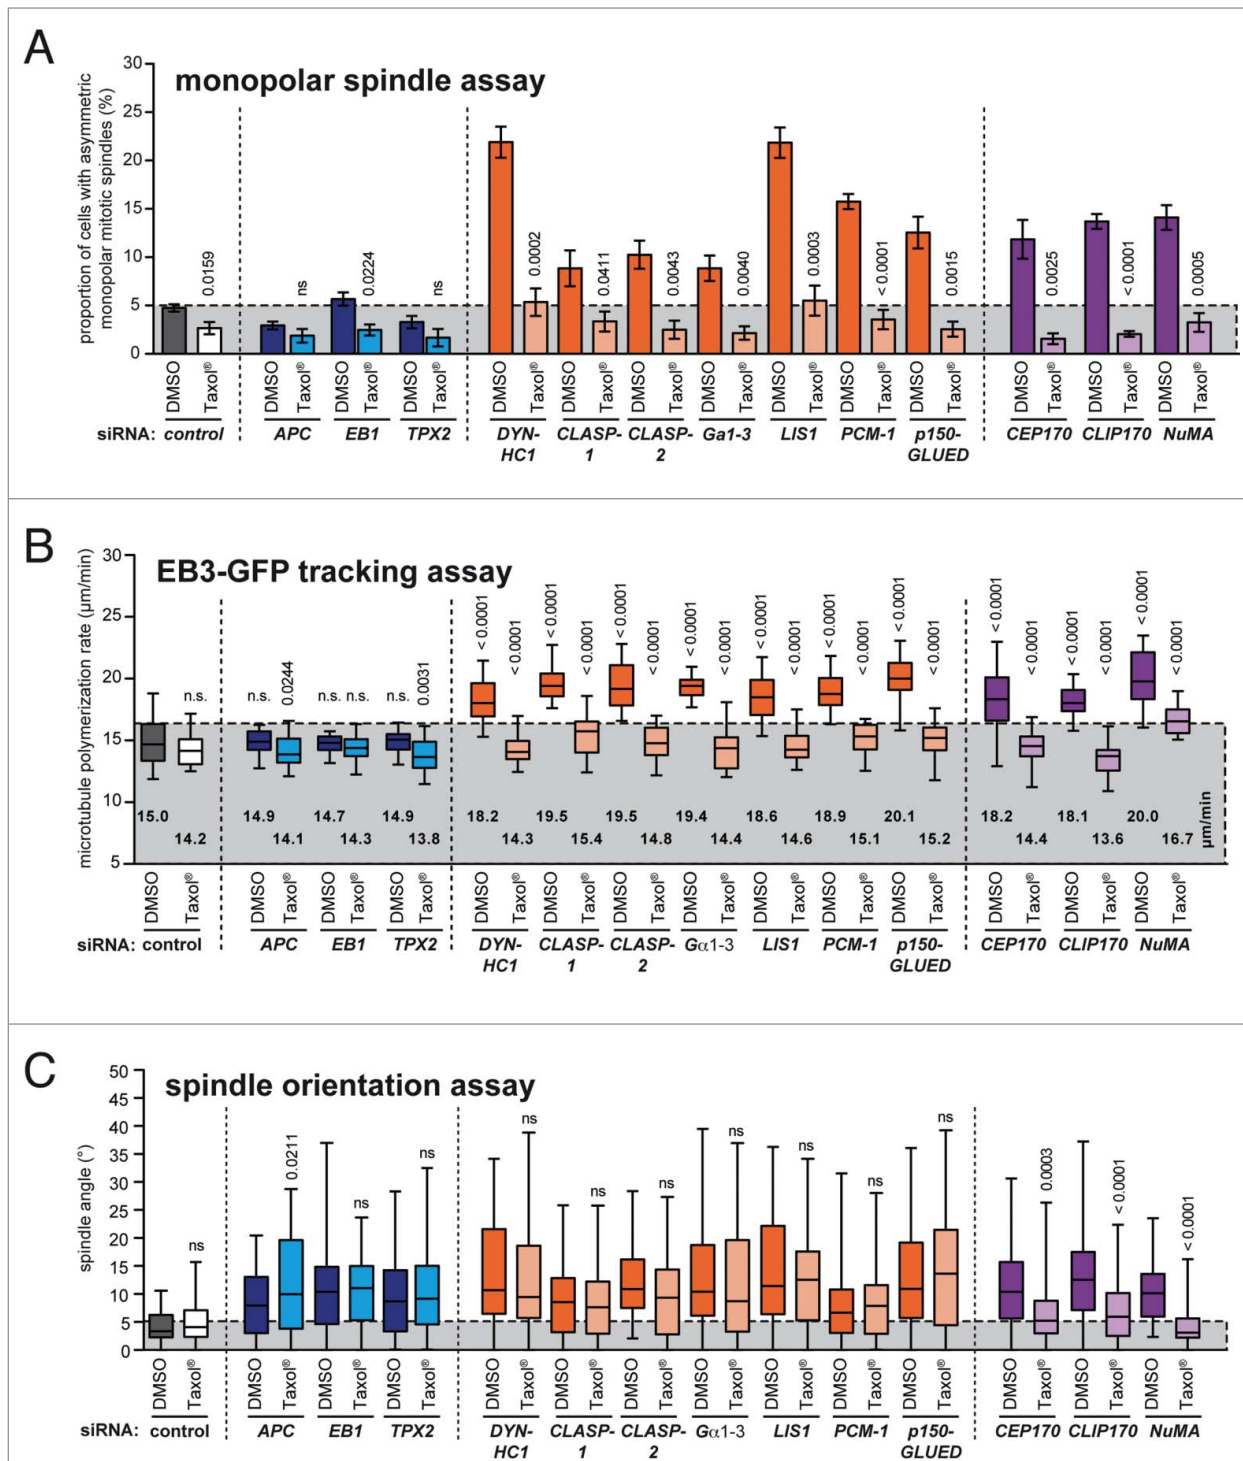 A
monopolar spindle assay
proportion of cells with asymmetric
monopolar mitotic spindles (%)
30
25
20
15
10
5
0
0.0159
ns
0.0224
ns
0.0002
0.0411
0.0043
0.0040
0.0003
< 0.0001
0.0015
0.0025
< 0.0001
0.0005
DMSO Taxol® DMSO Taxol® DMSO Taxol® DMSO Taxol® DMSO Taxol® DMSO Taxol® DMSO Taxol® DMSO Taxol® DMSO Taxol® DMSO Taxol® DMSO Taxol® DMSO Taxol® DMSO Taxol® DMSO Taxol®
siRNA: control APC EB1 TPX2 DYN- CLASP- CLASP- Ga1-3 LIS1 PCM-1 p150- CEP170 CLIP170 NuMA
HC1 1 2 GLUED
B
EB3-GFP tracking assay
microtubule polymerization rate (µm/min)
30
25
20
15
10
5
n.s.
n.s. 0.0244
n.s. n.s.
n.s. 0.0031
< 0.0001 < 0.0001
< 0.0001 < 0.0001
< 0.0001 < 0.0001
< 0.0001 < 0.0001
< 0.0001 < 0.0001
< 0.0001 < 0.0001
< 0.0001 < 0.0001
< 0.0001 < 0.0001
< 0.0001 < 0.0001
< 0.0001 < 0.0001
15.0 14.9 14.7 14.9 18.2 19.5 19.5 19.4 18.6 18.9 20.1 18.2 18.1 20.0
14.2 14.1 14.3 13.8 14.3 15.4 14.8 14.4 14.6 15.1 15.2 14.4 13.6 16.7
µm/min
DMSO Taxol® DMSO Taxol® DMSO Taxol® DMSO Taxol® DMSO Taxol® DMSO Taxol® DMSO Taxol® DMSO Taxol® DMSO Taxol® DMSO Taxol® DMSO Taxol® DMSO Taxol® DMSO Taxol® DMSO Taxol®
siRNA: control APC EB1 TPX2 DYN- CLASP- CLASP- Gα1-3 LIS1 PCM-1 p150- CEP170 CLIP170 NuMA
HC1 1 2 GLUED
C
spindle orientation assay
spindle angle (°)
50
45
40
35
30
25
20
15
10
5
0
ns
0.0211
ns
ns
ns
ns
ns
ns
ns
ns
ns
0.0003
< 0.0001
< 0.0001
DMSO Taxol® DMSO Taxol® DMSO Taxol® DMSO Taxol® DMSO Taxol® DMSO Taxol® DMSO Taxol® DMSO Taxol® DMSO Taxol® DMSO Taxol® DMSO Taxol® DMSO Taxol® DMSO Taxol® DMSO Taxol®
siRNA: control APC EB1 TPX2 DYN- CLASP- CLASP- Gα1-3 LIS1 PCM-1 p150- CEP170 CLIP170 NuMA
HC1 1 2 GLUED